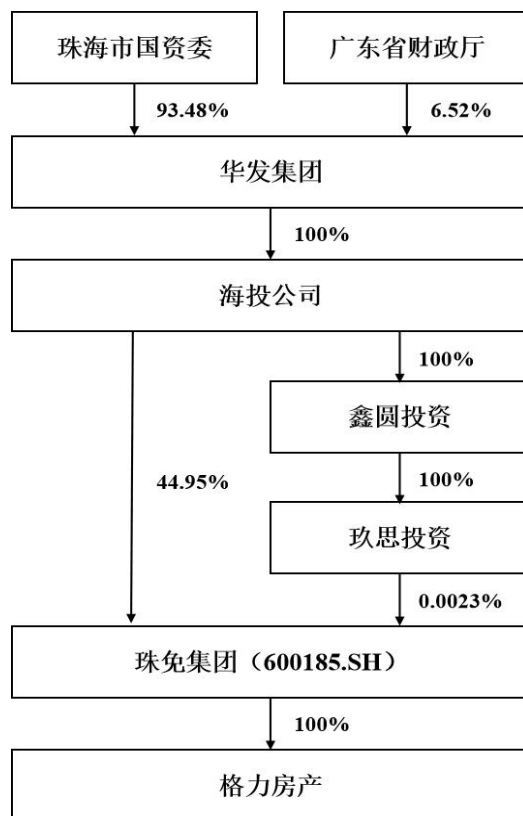 珠海市国资委
广东省财政厅
93.48%
6.52%
华发集团
100%
海投公司
100%
鑫圆投资
44.95%
100%
玖思投资
0.0023%
珠免集团（600185.SH）
100%
格力房产